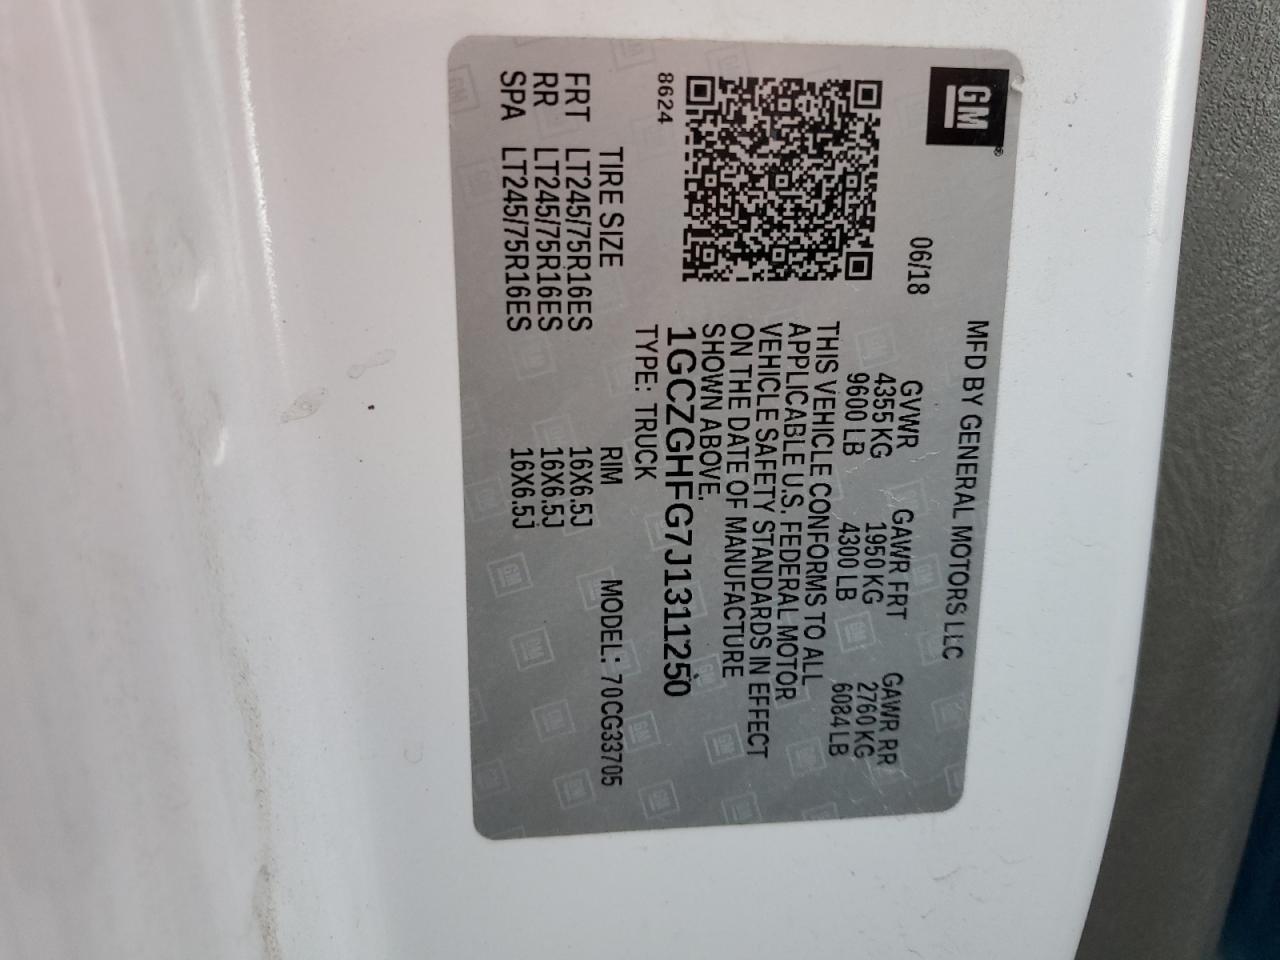 GM
MFD BY GENERAL MOTORS LLC
06/18
GVWR GAWR FRT GAWR RR
4355 KG 1950 KG 2760 KG
9600 LB 4300 LB 6084 LB
THIS VEHICLE CONFORMS TO ALL
APPLICABLE U.S. FEDERAL MOTOR
VEHICLE SAFETY STANDARDS IN EFFECT
ON THE DATE OF MANUFACTURE
SHOWN ABOVE.
1GCZGHFG7J1311250
8624
TYPE: TRUCK
TIRE SIZE RIM MODEL: 70CG33705
FRT LT245/75R16ES 16X6.5J
RR LT245/75R16ES 16X6.5J
SPA LT245/75R16ES 16X6.5J